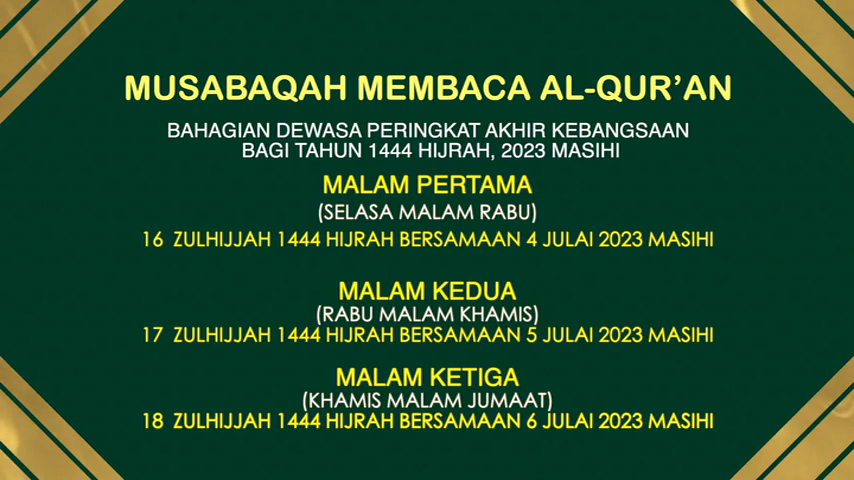 MUSABAQAH MEMBACA AL-QUR’AN
BAHAGIAN DEWASA PERINGKAT AKHIR KEBANGSAAN
BAGI TAHUN 1444 HIJRAH, 2023 MASIHI
MALAM PERTAMA
(SELASA MALAM RABU)
16 ZULHIJJAH 1444 HIJRAH BERSAMAAN 4 JULAI 2023 MASIHI
MALAM KEDUA
(RABU MALAM KHAMIS)
17 ZULHIJJAH 1444 HIJRAH BERSAMAAN 5 JULAI 2023 MASIHI
MALAM KETIGA
(KHAMIS MALAM JUMAAT)
18 ZULHIJJAH 1444 HIJRAH BERSAMAAN 6 JULAI 2023 MASIHI